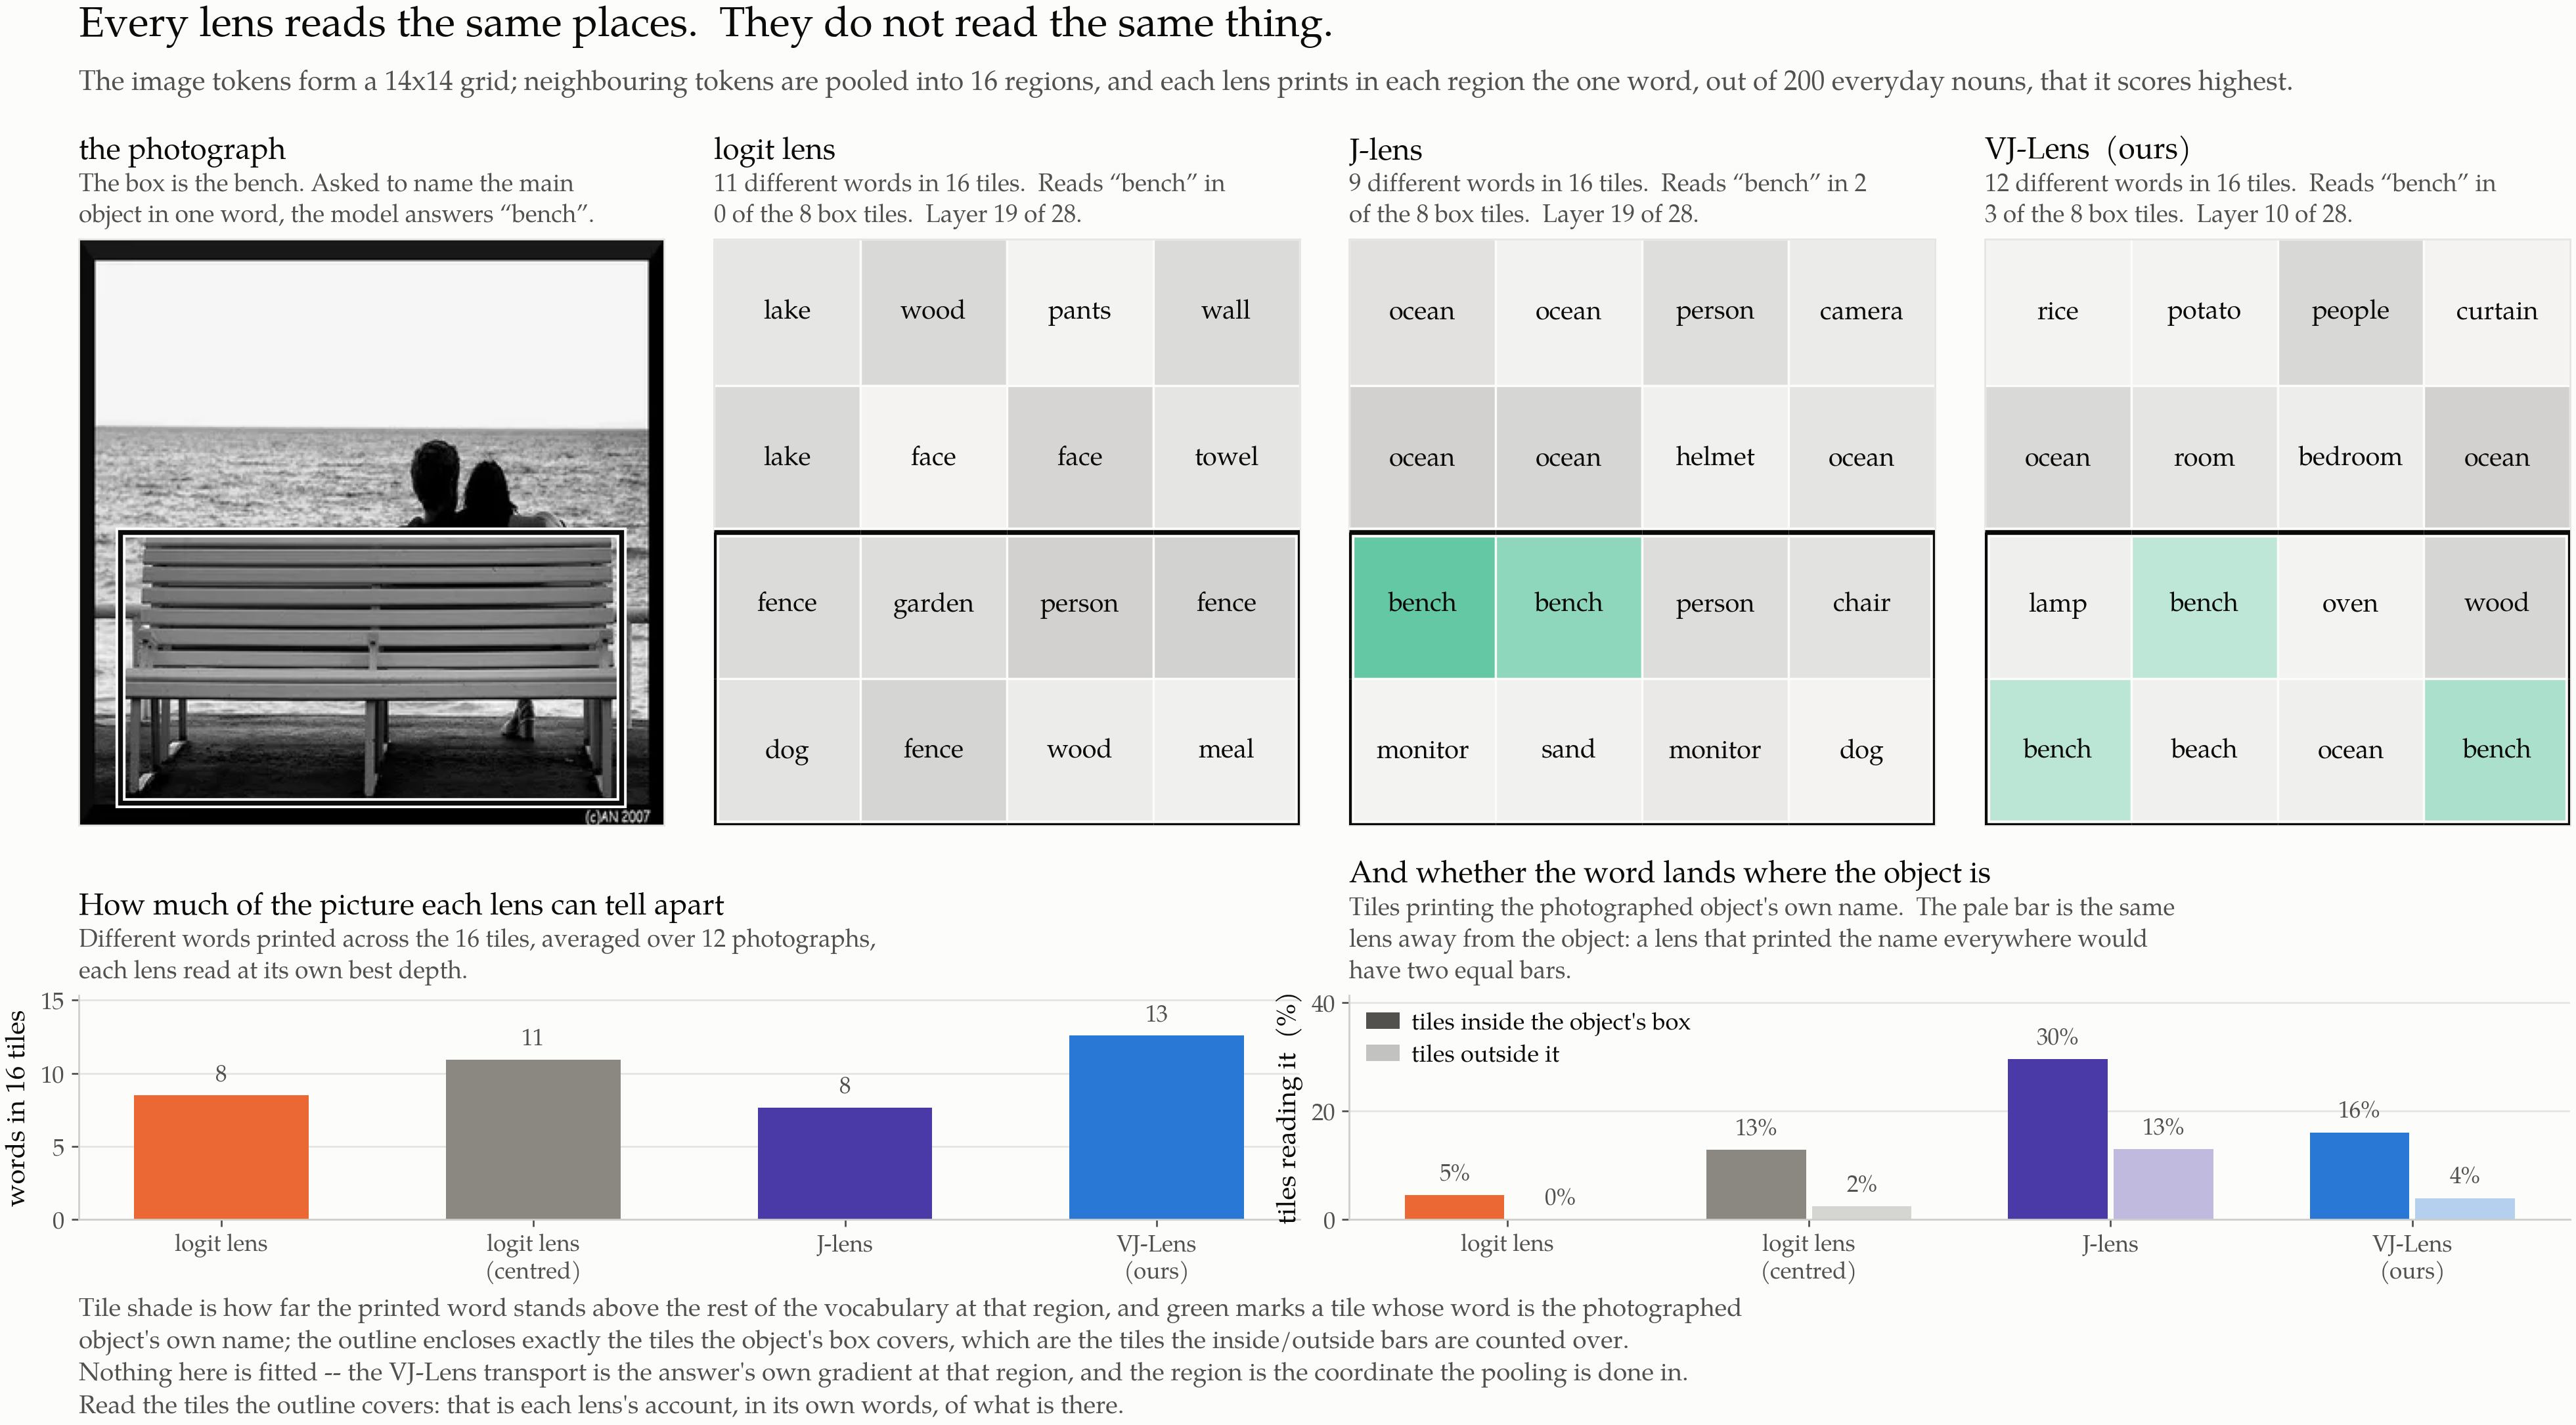 Every lens reads the same places.  They do not read the same thing.
The image tokens form a 14x14 grid; neighbouring tokens are pooled into 16 regions, and each lens prints in each region the one word, out of 200 everyday nouns, that it scores highest.
the photograph
The box is the bench. Asked to name the main
object in one word, the model answers “bench”.
(c)AN 2007
logit lens
11 different words in 16 tiles.  Reads “bench” in
0 of the 8 box tiles.  Layer 19 of 28.
lake wood pants wall
lake face face towel
fence garden person fence
dog fence wood meal
J-lens
9 different words in 16 tiles.  Reads “bench” in 2
of the 8 box tiles.  Layer 19 of 28.
ocean ocean person camera
ocean ocean helmet ocean
bench bench person chair
monitor sand monitor dog
VJ-Lens  (ours)
12 different words in 16 tiles.  Reads “bench” in
3 of the 8 box tiles.  Layer 10 of 28.
rice potato people curtain
ocean room bedroom ocean
lamp bench oven wood
bench beach ocean bench
How much of the picture each lens can tell apart
Different words printed across the 16 tiles, averaged over 12 photographs,
each lens read at its own best depth.
words in 16 tiles
15
10
5
0
8
11
8
13
logit lens
logit lens
(centred)
J-lens
VJ-Lens
(ours)
And whether the word lands where the object is
Tiles printing the photographed object's own name.  The pale bar is the same
lens away from the object: a lens that printed the name everywhere would
have two equal bars.
tiles reading it  (%)
40
20
0
tiles inside the object's box
tiles outside it
5%
0%
13%
2%
30%
13%
16%
4%
logit lens
logit lens
(centred)
J-lens
VJ-Lens
(ours)
Tile shade is how far the printed word stands above the rest of the vocabulary at that region, and green marks a tile whose word is the photographed
object's own name; the outline encloses exactly the tiles the object's box covers, which are the tiles the inside/outside bars are counted over.
Nothing here is fitted -- the VJ-Lens transport is the answer's own gradient at that region, and the region is the coordinate the pooling is done in.
Read the tiles the outline covers: that is each lens's account, in its own words, of what is there.